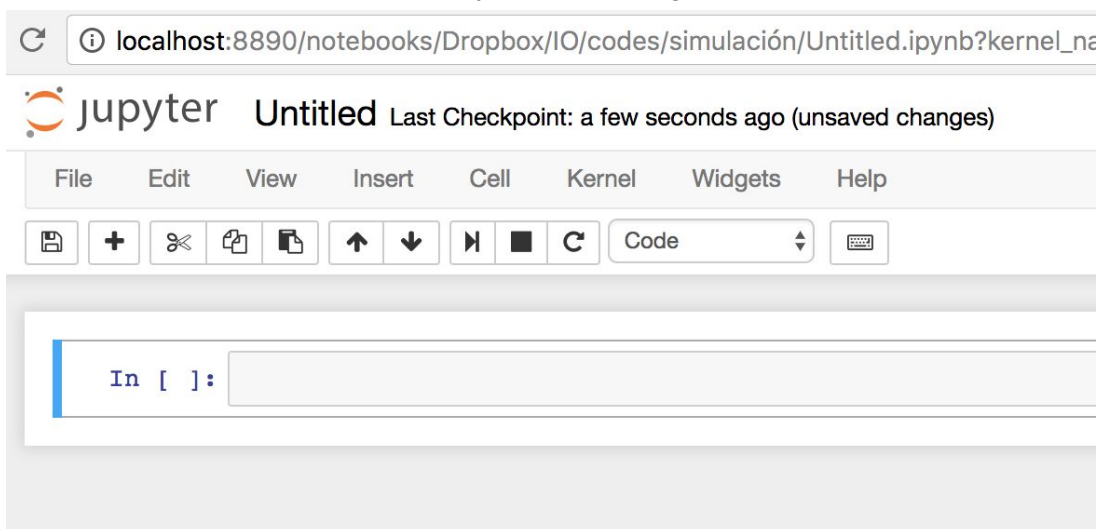 localhost:8890/notebooks/Dropbox/IO/codes/simulación/Untitled.ipynb?kernel_na
jupyter Untitled Last Checkpoint: a few seconds ago (unsaved changes)
File Edit View Insert Cell Kernel Widgets Help
Code
In [ ]: